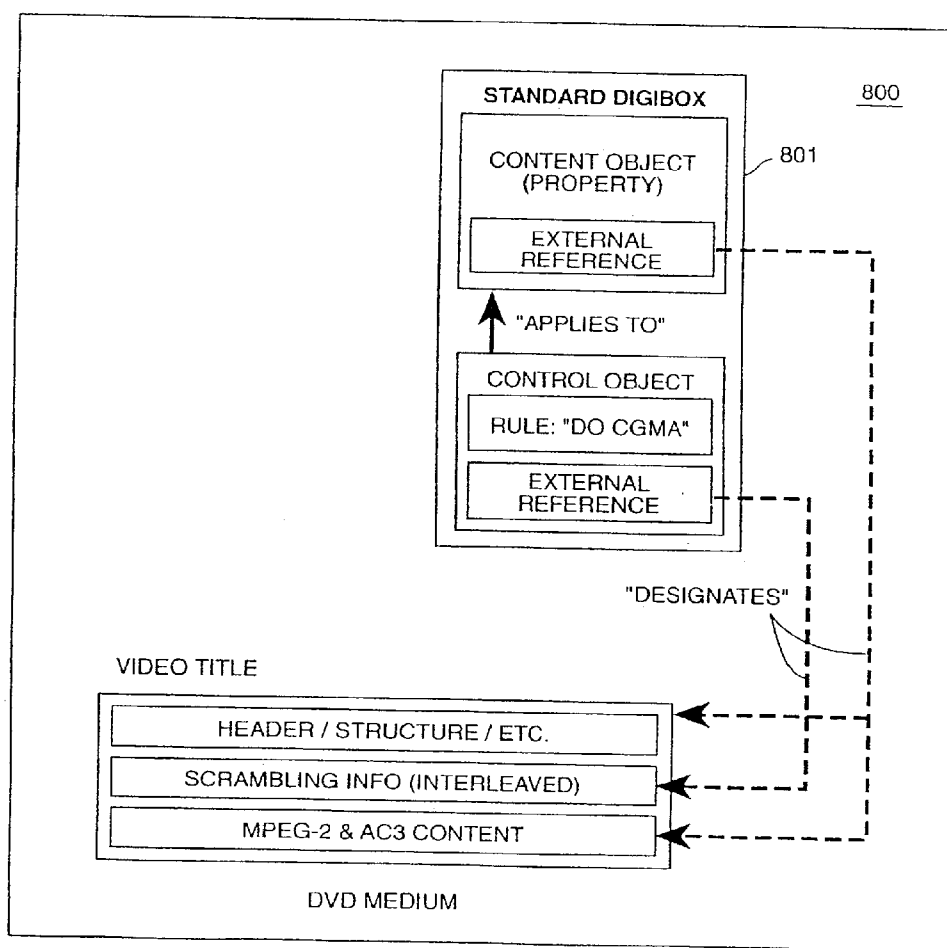 STANDARD DIGIBOX
800
CONTENT OBJECT
(PROPERTY)
801
EXTERNAL
REFERENCE
"APPLIES TO"
CONTROL OBJECT
RULE: "DO CGMA"
EXTERNAL
REFERENCE
"DESIGNATES"
VIDEO TITLE
HEADER / STRUCTURE / ETC.
SCRAMBLING INFO (INTERLEAVED)
MPEG-2 & AC3 CONTENT
DVD MEDIUM